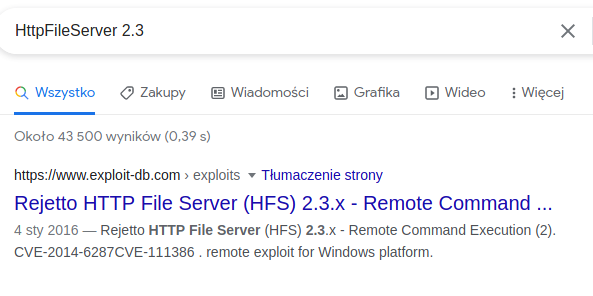 HttpFileServer 2.3
Wszystko Zakupy Wiadomości Grafika Wideo Więcej
Około 43 500 wyników (0,39 s)
https://www.exploit-db.com › exploits Tłumaczenie strony
Rejetto HTTP File Server (HFS) 2.3.x - Remote Command ...
4 sty 2016 — Rejetto HTTP File Server (HFS) 2.3.x - Remote Command Execution (2).
CVE-2014-6287CVE-111386 . remote exploit for Windows platform.